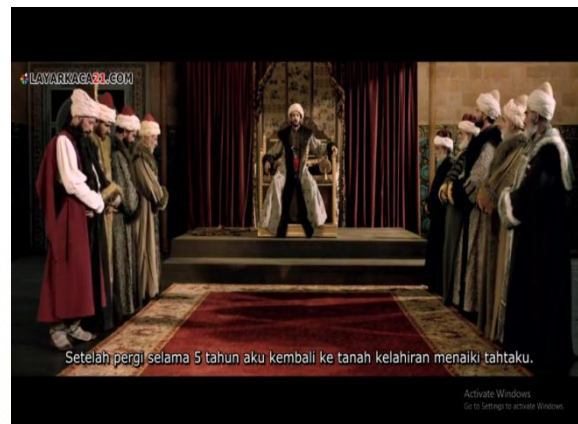 LAYARKACA21.COM
Setelah pergi selama 5 tahun aku kembali ke tanah kelahiran menaiki tahtaku.
Activate Windows
Go to Settings to activate Windows.